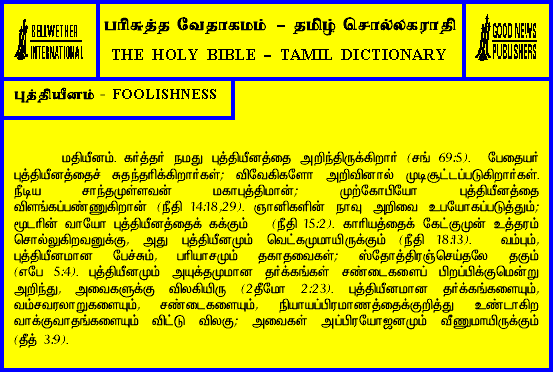 BELLWETHER
INTERNATIONAL
பரிசுத்த வேதாகமம் – தமிழ் சொல்லகராதி
THE HOLY BIBLE – TAMIL DICTIONARY
GOOD NEWS
PUBLISHERS
புத்தியீனம் - FOOLISHNESS
மதியீனம். கர்த்தர் நமது புத்தியீனத்தை அறிந்திருக்கிறார் (சங் 69:5). பேதையர்
புத்தியீனத்தைச் சுதந்தரிக்கிறார்கள்; விவேகிகளோ அறிவினால் முடிசூட்டப்படுகிறார்கள்.
நீடிய சாந்தமுள்ளவன் மகாபுத்திமான்; முற்கோபியோ புத்தியீனத்தை
விளங்கப்பண்ணுகிறான் (நீதி 14:18,29). ஞானிகளின் நாவு அறிவை உபயோகப்படுத்தும்;
மூடரின் வாயோ புத்தியீனத்தைக் கக்கும் (நீதி 15:2). காரியத்தைக் கேட்குமுன் உத்தரம்
சொல்லுகிறவனுக்கு, அது புத்தியீனமும் வெட்கமுமாயிருக்கும் (நீதி 18:13). வம்பும்,
புத்தியீனமான பேச்சும், பரியாசமும் தகாதவைகள்; ஸ்தோத்திரஞ்செய்தலே தகும்
(எபே 5:4). புத்தியீனமும் அயுக்தமுமான தர்க்கங்கள் சண்டைகளைப் பிறப்பிக்குமென்று
அறிந்து, அவைகளுக்கு விலகியிரு (2தீமோ 2:23). புத்தியீனமான தர்க்கங்களையும்,
வம்சவரலாறுகளையும், சண்டைகளையும், நியாயப்பிரமாணத்தைக்குறித்து உண்டாகிற
வாக்குவாதங்களையும் விட்டு விலகு; அவைகள் அப்பிரயோஜனமும் வீணுமாயிருக்கும்
(தீத் 3:9).